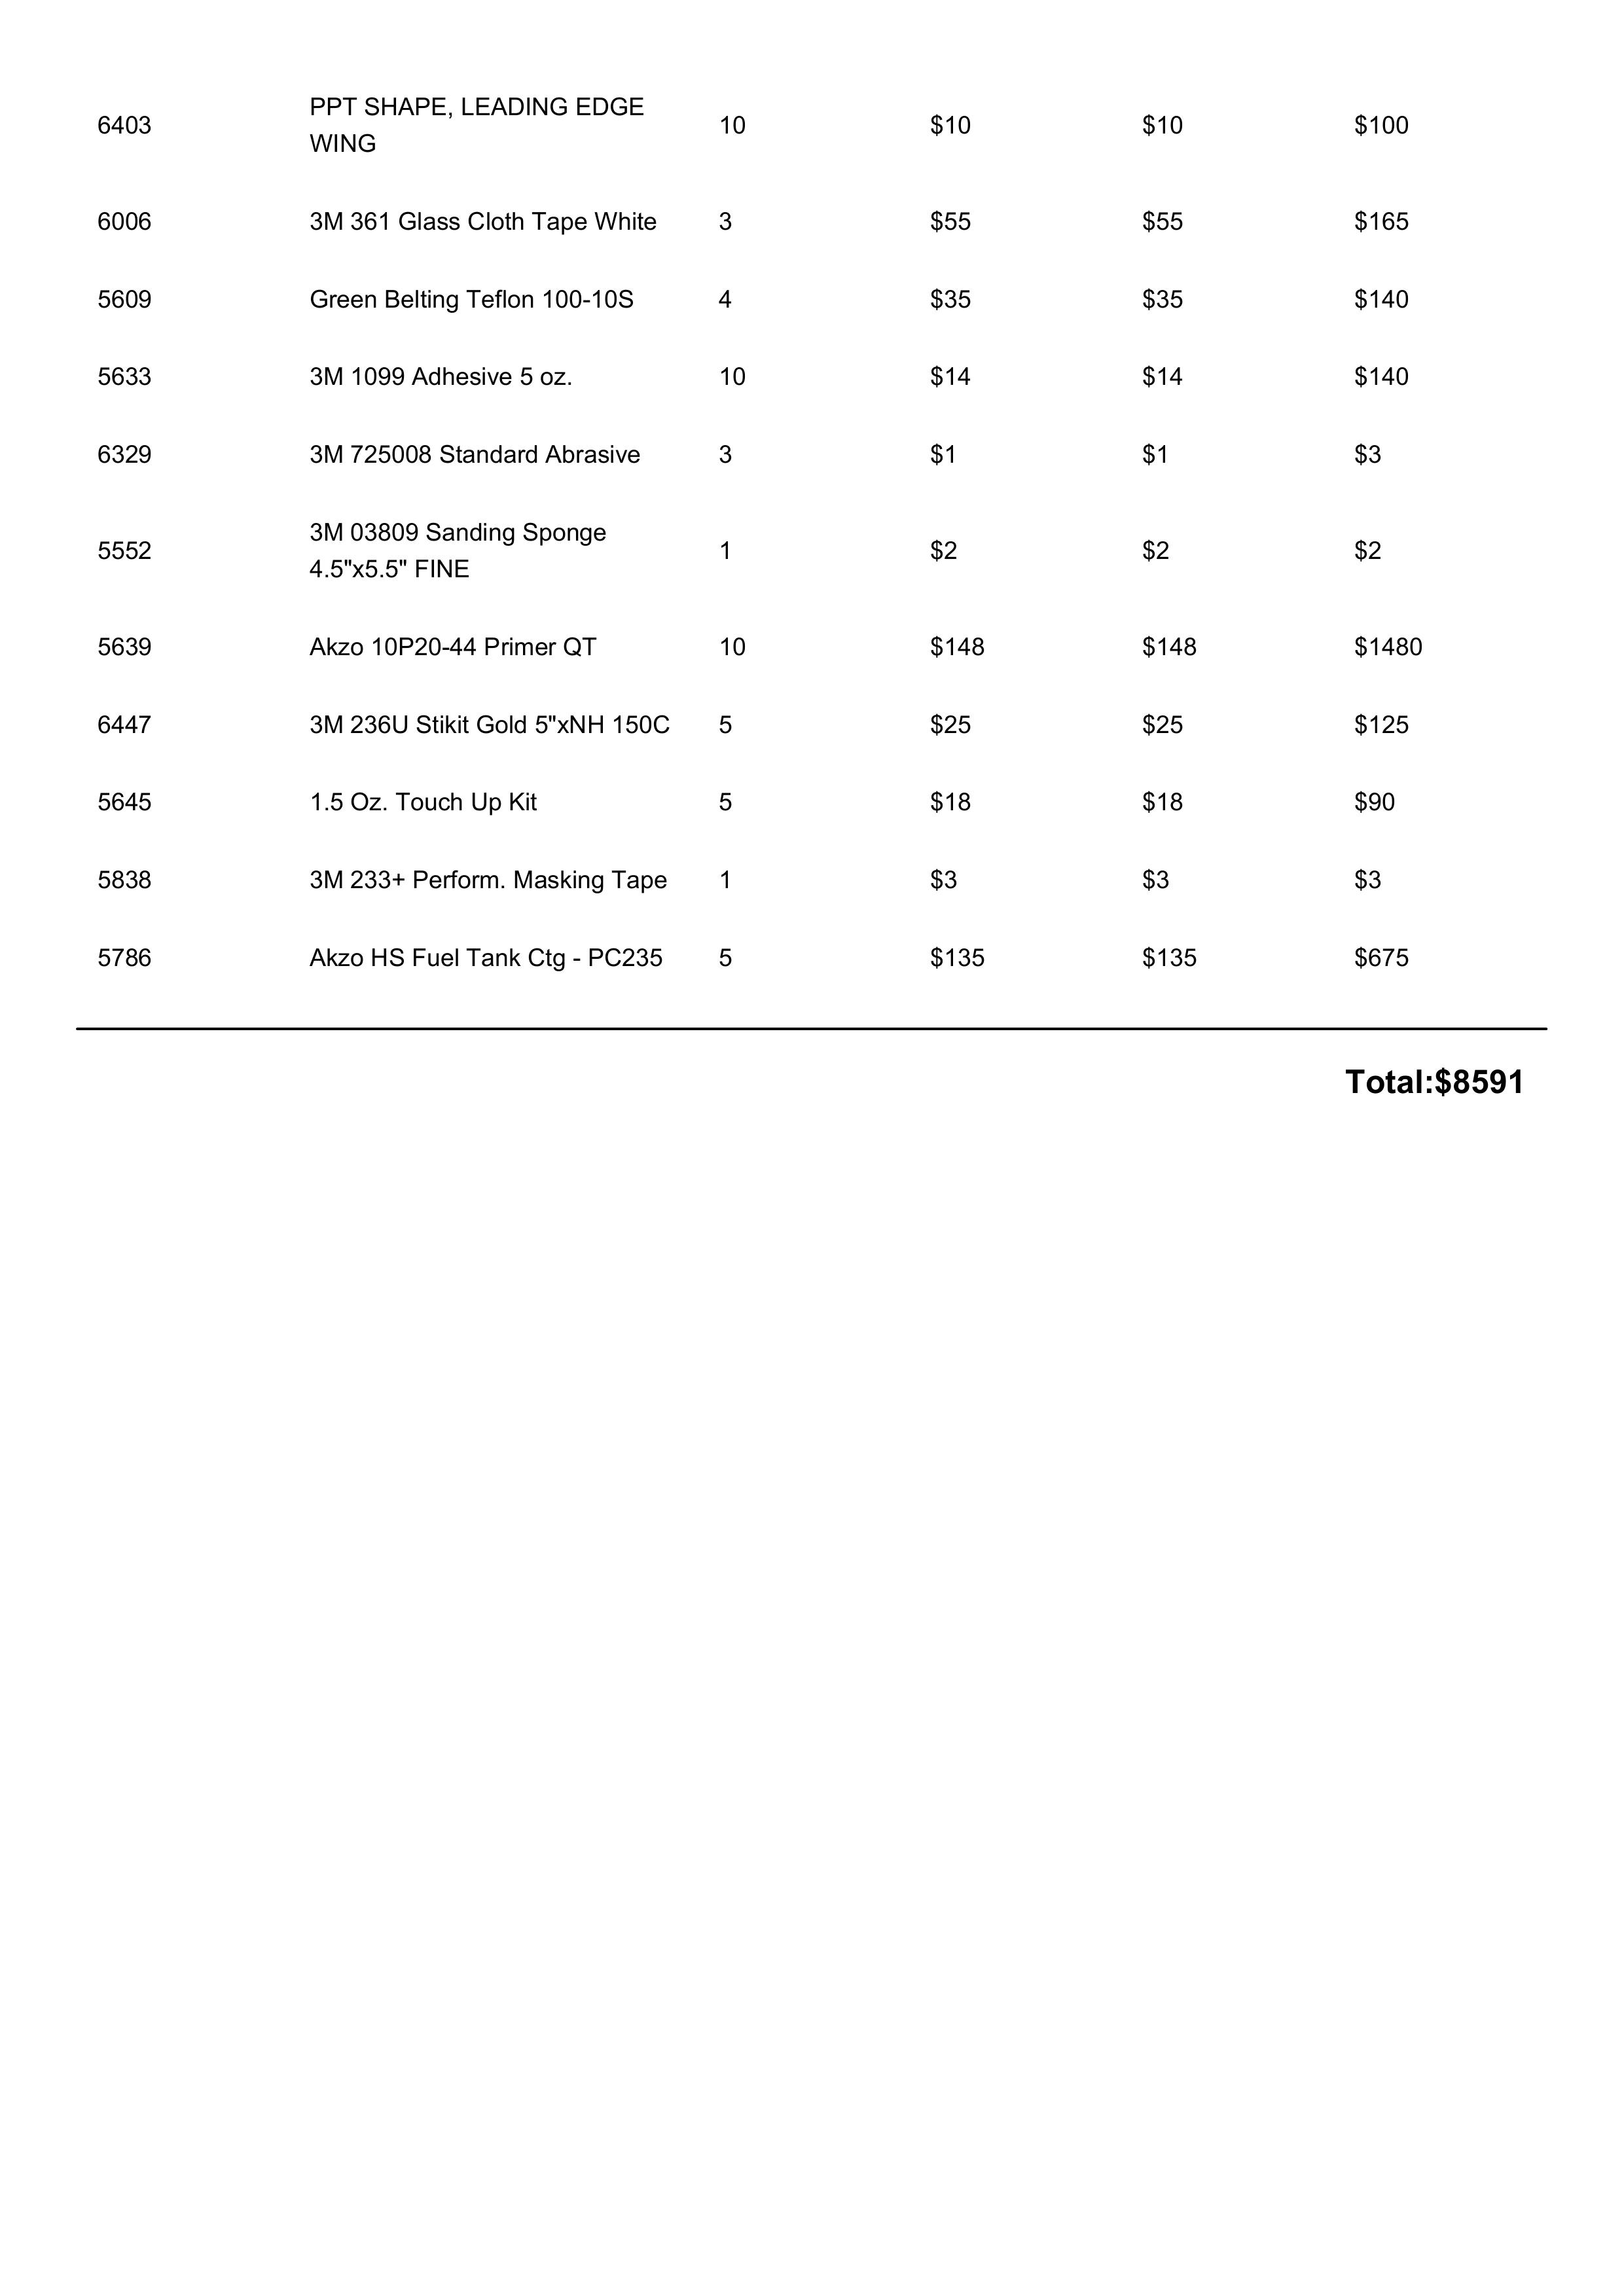 6403 PPT SHAPE, LEADING EDGE WING 10 $10 $10 $100
6006 3M 361 Glass Cloth Tape White 3 $55 $55 $165
5609 Green Belting Teflon 100-10S 4 $35 $35 $140
5633 3M 1099 Adhesive 5 oz. 10 $14 $14 $140
6329 3M 725008 Standard Abrasive 3 $1 $1 $3
5552 3M 03809 Sanding Sponge 4.5"x5.5" FINE 1 $2 $2 $2
5639 Akzo 10P20-44 Primer QT 10 $148 $148 $1480
6447 3M 236U Stikit Gold 5"xNH 150C 5 $25 $25 $125
5645 1.5 Oz. Touch Up Kit 5 $18 $18 $90
5838 3M 233+ Perform. Masking Tape 1 $3 $3 $3
5786 Akzo HS Fuel Tank Ctg - PC235 5 $135 $135 $675
Total:$8591